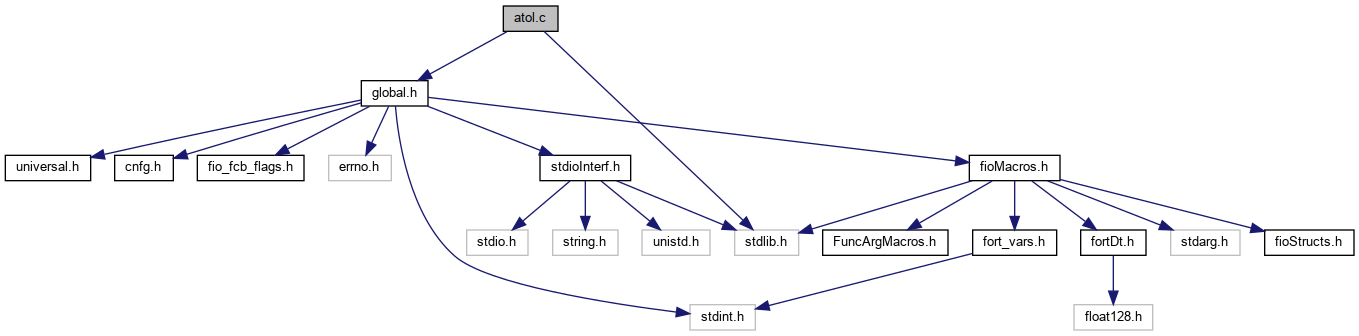 atol.c
global.h
universal.h
cnfg.h
fio_fcb_flags.h
errno.h
stdioInterf.h
fioMacros.h
stdio.h
string.h
unistd.h
stdlib.h
FuncArgMacros.h
fort_vars.h
fortDt.h
stdarg.h
fioStructs.h
stdint.h
float128.h